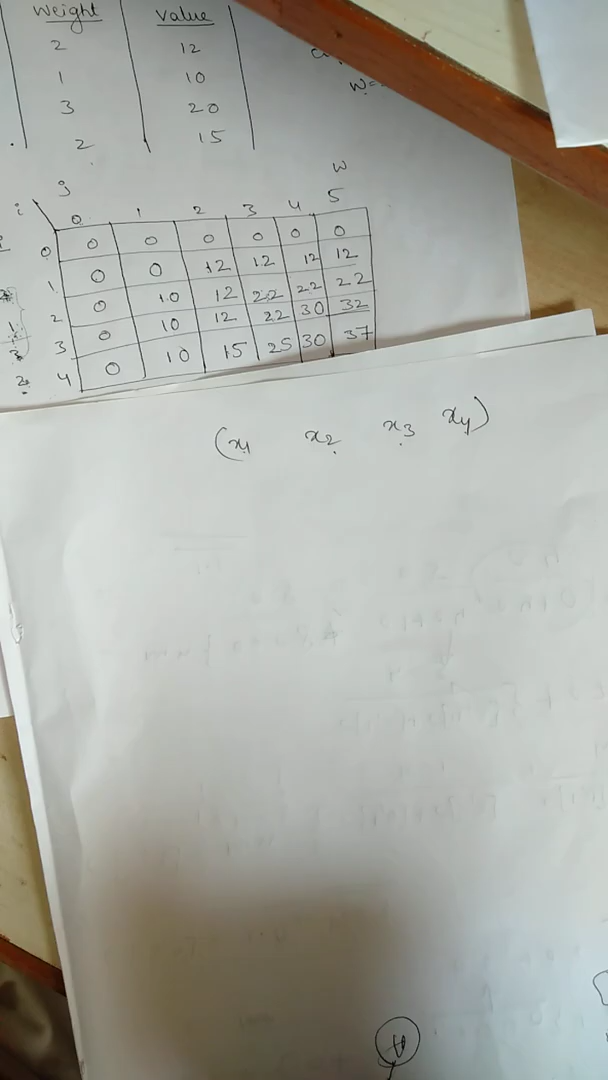 Weight Value
2 12
1 10
3 20
2 15
W
j
i 0 1 2 3 4 5
0 0 0 0 0 0 0
1 0 0 12 12 12 12
2 0 10 12 22 22 22
3 0 10 12 22 30 32
4 0 10 15 25 30 37
(x1 x2 x3 x4)
A